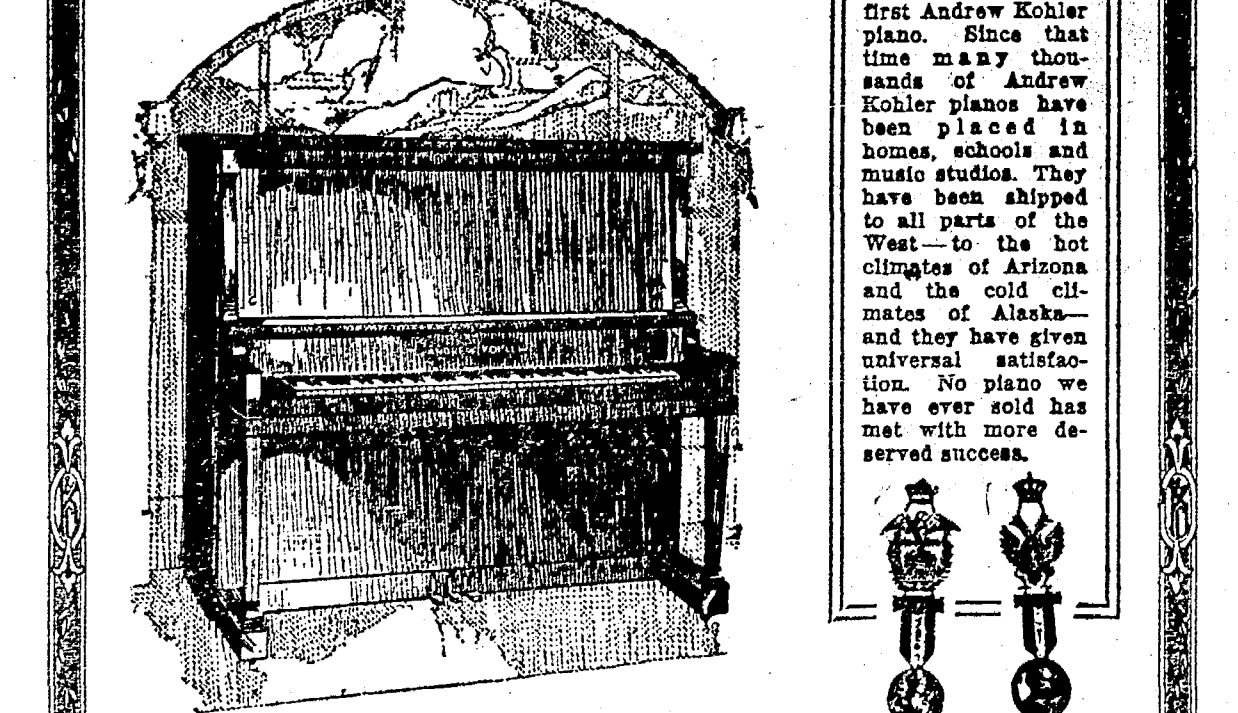 first Andrew Kohler
piano. Since that
time many thou-
sands of Andrew
Kohler pianos have
been placed in
homes, schools and
music studios. They
have been shipped
to all parts of the
West—to the hot
climates of Arizona
and the cold cli-
mates of Alaska—
and they have given
universal satisfac-
tion. No piano we
have ever sold has
met with more de-
served success.